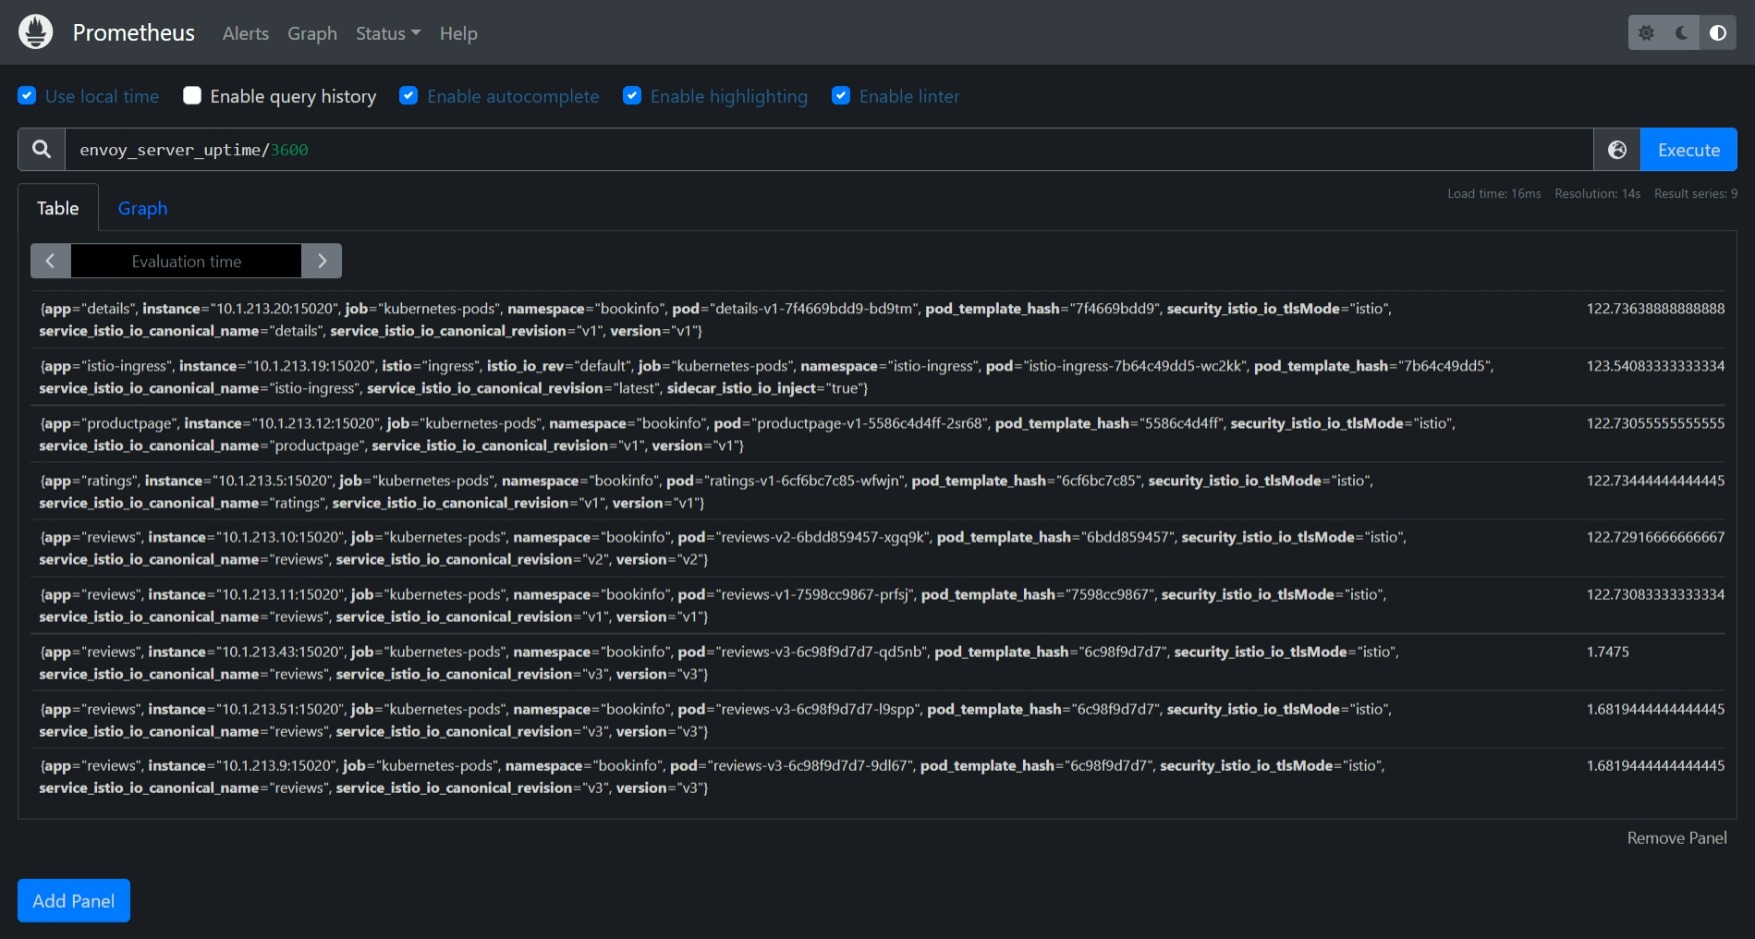 Prometheus Alerts Graph Status Help
Use local time Enable query history Enable autocomplete Enable highlighting Enable linter
envoy_server_uptime/3600 Execute
Load time: 16ms Resolution: 14s Result series: 9
Table Graph
Evaluation time
{app="details", instance="10.1.213.20:15020", job="kubernetes-pods", namespace="bookinfo", pod="details-v1-7f4669bdd9-bd9tm", pod_template_hash="7f4669bdd9", security_istio_io_tlsMode="istio", 122.73638888888888
service_istio_io_canonical_name="details", service_istio_io_canonical_revision="v1", version="v1"}
{app="istio-ingress", instance="10.1.213.19:15020", istio="ingress", istio_io_rev="default", job="kubernetes-pods", namespace="istio-ingress", pod="istio-ingress-7b64c49dd5-wc2kk", pod_template_hash="7b64c49dd5", 123.54083333333334
service_istio_io_canonical_name="istio-ingress", service_istio_io_canonical_revision="latest", sidecar_istio_io_inject="true"}
{app="productpage", instance="10.1.213.12:15020", job="kubernetes-pods", namespace="bookinfo", pod="productpage-v1-5586c4d4ff-2sr68", pod_template_hash="5586c4d4ff", security_istio_io_tlsMode="istio", 122.73055555555555
service_istio_io_canonical_name="productpage", service_istio_io_canonical_revision="v1", version="v1"}
{app="ratings", instance="10.1.213.5:15020", job="kubernetes-pods", namespace="bookinfo", pod="ratings-v1-6cf6bc7c85-wfwjn", pod_template_hash="6cf6bc7c85", security_istio_io_tlsMode="istio", 122.73444444444445
service_istio_io_canonical_name="ratings", service_istio_io_canonical_revision="v1", version="v1"}
{app="reviews", instance="10.1.213.10:15020", job="kubernetes-pods", namespace="bookinfo", pod="reviews-v2-6bdd859457-xgq9k", pod_template_hash="6bdd859457", security_istio_io_tlsMode="istio", 122.72916666666667
service_istio_io_canonical_name="reviews", service_istio_io_canonical_revision="v2", version="v2"}
{app="reviews", instance="10.1.213.11:15020", job="kubernetes-pods", namespace="bookinfo", pod="reviews-v1-7598cc9867-prfsj", pod_template_hash="7598cc9867", security_istio_io_tlsMode="istio", 122.73083333333334
service_istio_io_canonical_name="reviews", service_istio_io_canonical_revision="v1", version="v1"}
{app="reviews", instance="10.1.213.43:15020", job="kubernetes-pods", namespace="bookinfo", pod="reviews-v3-6c98f9d7d7-qd5nb", pod_template_hash="6c98f9d7d7", security_istio_io_tlsMode="istio", 1.7475
service_istio_io_canonical_name="reviews", service_istio_io_canonical_revision="v3", version="v3"}
{app="reviews", instance="10.1.213.51:15020", job="kubernetes-pods", namespace="bookinfo", pod="reviews-v3-6c98f9d7d7-l9spp", pod_template_hash="6c98f9d7d7", security_istio_io_tlsMode="istio", 1.6819444444444445
service_istio_io_canonical_name="reviews", service_istio_io_canonical_revision="v3", version="v3"}
{app="reviews", instance="10.1.213.9:15020", job="kubernetes-pods", namespace="bookinfo", pod="reviews-v3-6c98f9d7d7-9dl67", pod_template_hash="6c98f9d7d7", security_istio_io_tlsMode="istio", 1.6819444444444445
service_istio_io_canonical_name="reviews", service_istio_io_canonical_revision="v3", version="v3"}
Remove Panel
Add Panel